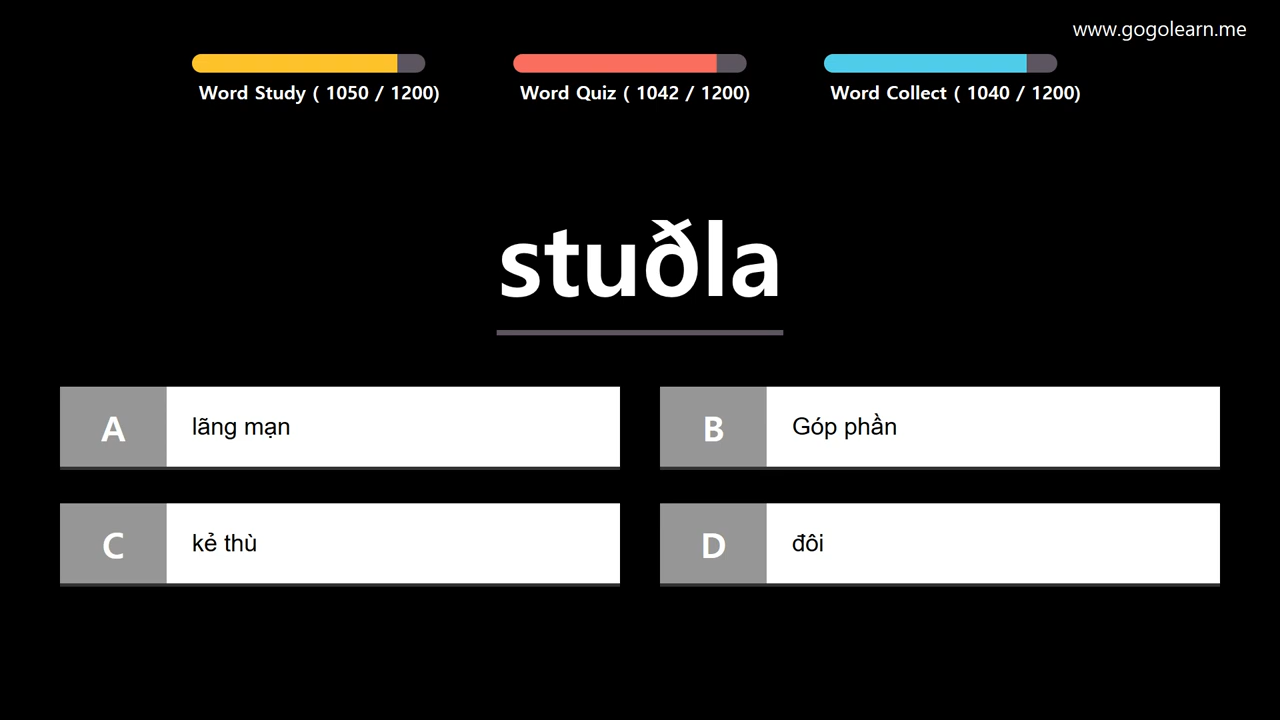 www.gogolearn.me
Word Study ( 1050 / 1200)
Word Quiz ( 1042 / 1200)
Word Collect ( 1040 / 1200)
stuðla
A lãng mạn
B Góp phần
C kẻ thù
D đôi